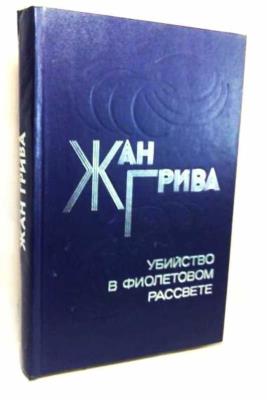 ЖАН ГРИВА
ЖАН
ГРИВА
УБИЙСТВО
В ФИОЛЕТОВОМ
РАССВЕТЕ